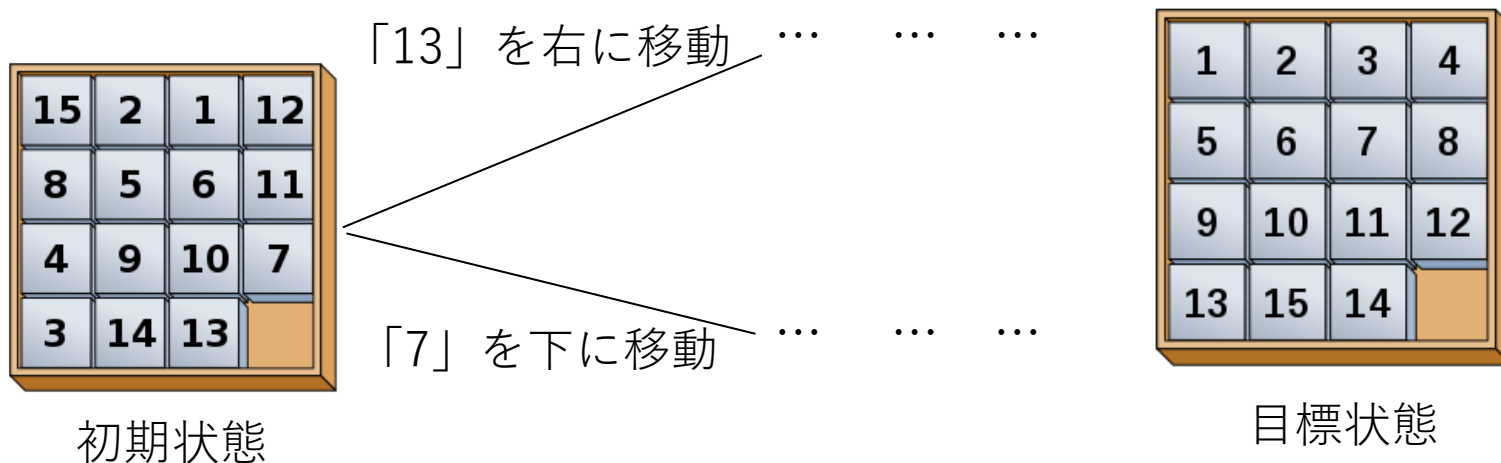 「13」を右に移動 … … …
15 2 1 12
8 5 6 11
4 9 10 7
3 14 13
初期状態
「7」を下に移動 … … …
1 2 3 4
5 6 7 8
9 10 11 12
13 15 14
目標状態